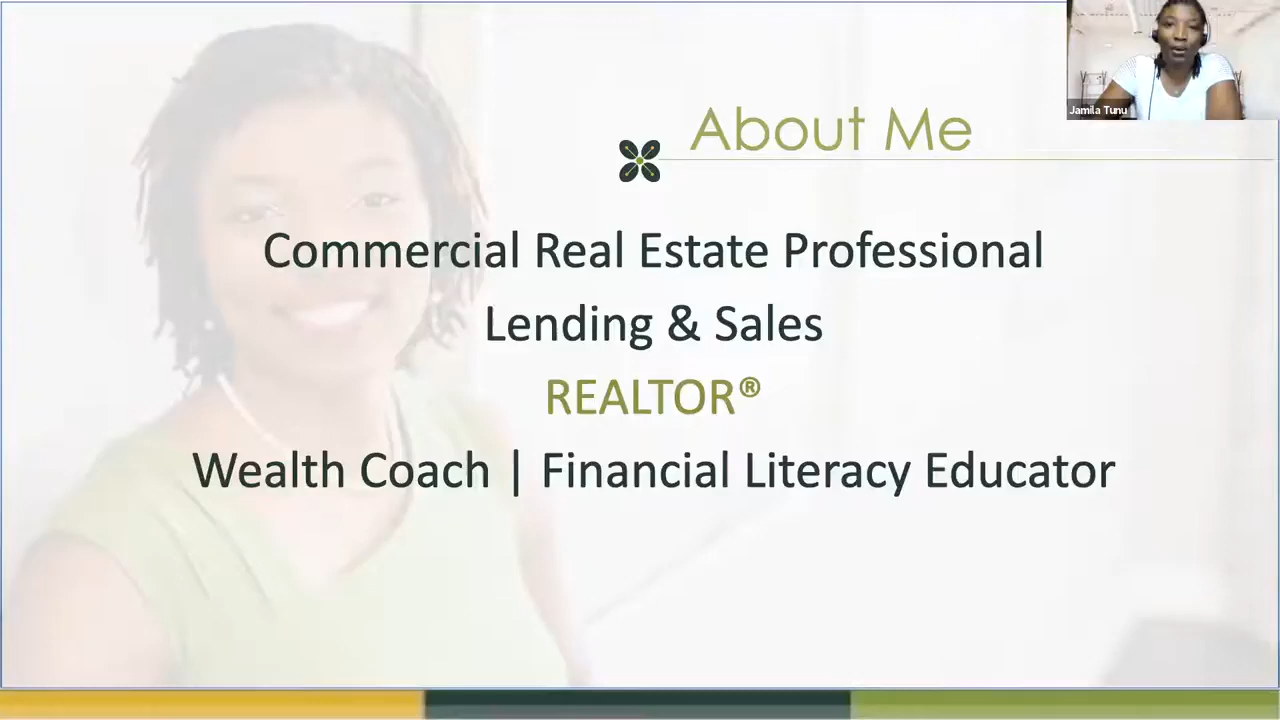 About Me
Jamila Tunu
Commercial Real Estate Professional
Lending & Sales
REALTOR®
Wealth Coach | Financial Literacy Educator